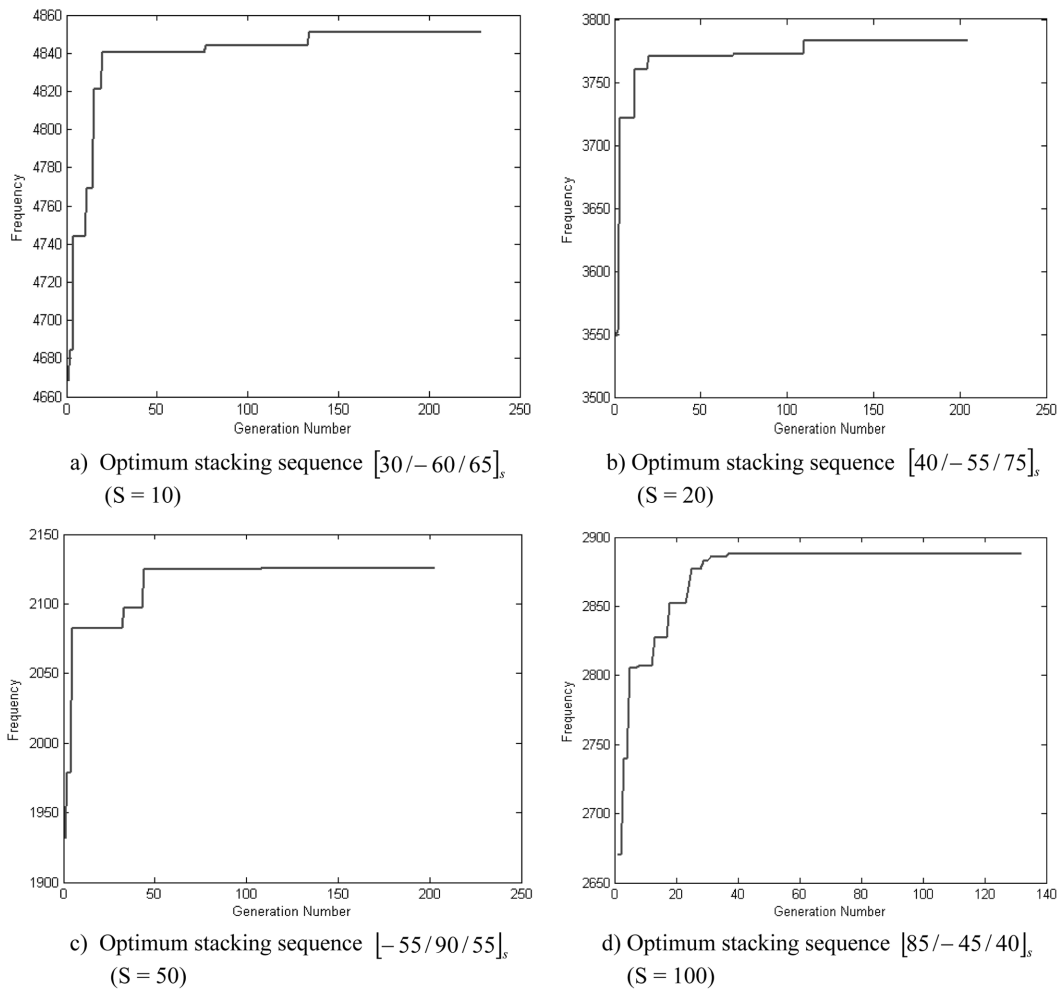 4860
4840
4820
4800
4780
4760
4740
4720
4700
4680
4660
Frequency
0 50 100 150 200 250
Generation Number
a) Optimum stacking sequence [30/−60/65]s
(S = 10)
3800
3750
3700
3650
3600
3550
3500
Frequency
0 50 100 150 200 250
Generation Number
b) Optimum stacking sequence [40/−55/75]s
(S = 20)
2150
2100
2050
2000
1950
1900
Frequency
0 50 100 150 200 250
Generation Number
c) Optimum stacking sequence ⌊−55/90/55⌋s
(S = 50)
2900
2850
2800
2750
2700
2650
Frequency
0 20 40 60 80 100 120 140
Generation Number
d) Optimum stacking sequence ⌊85/−45/40⌋s
(S = 100)